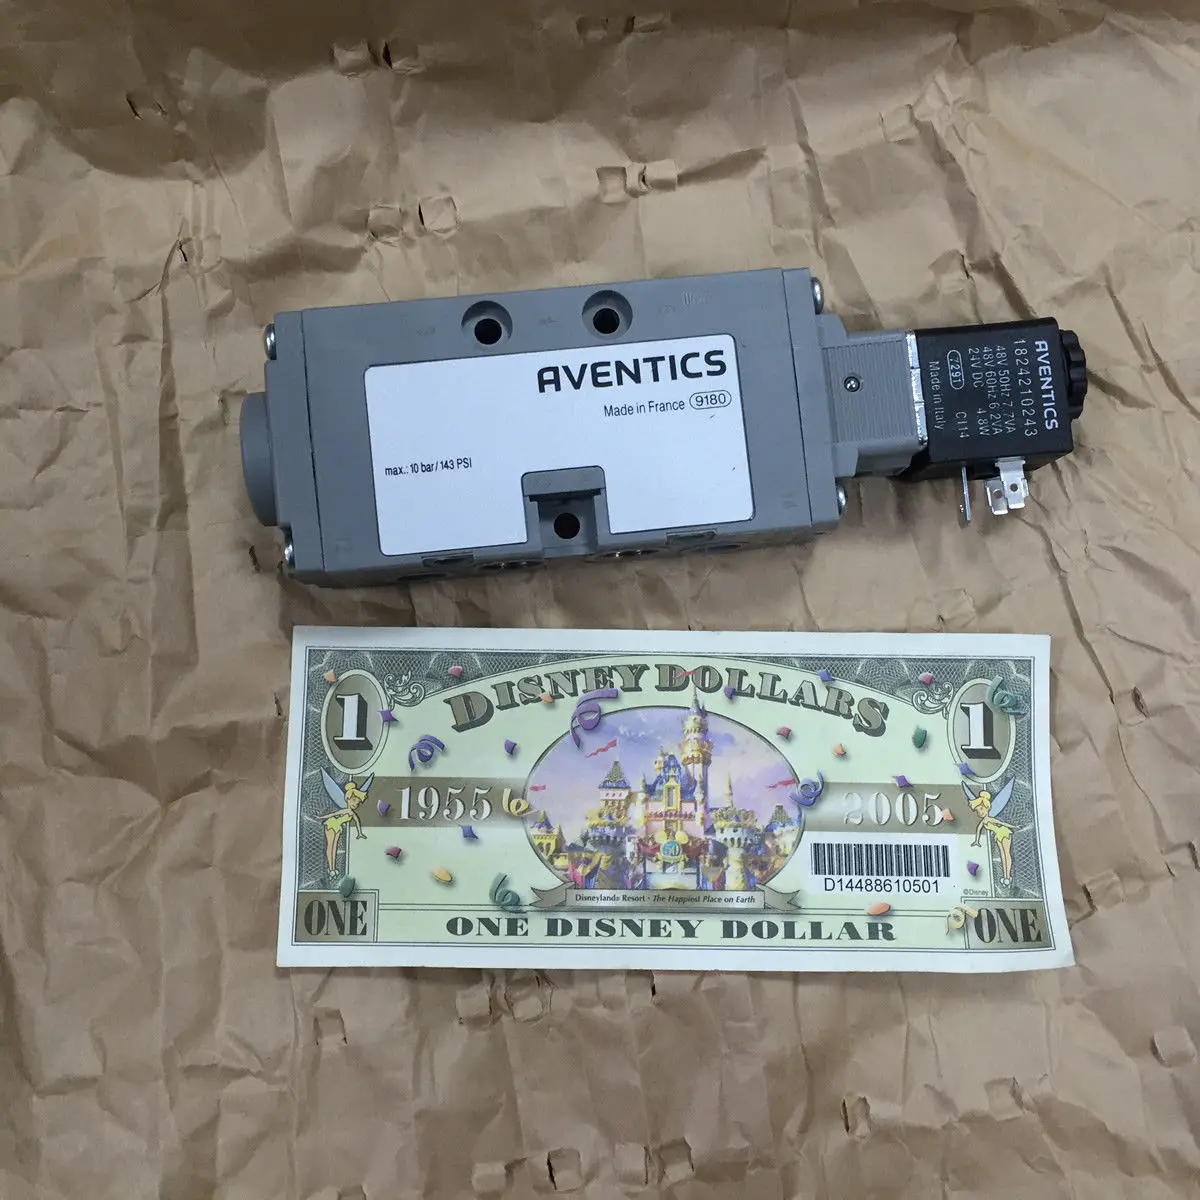 AVENTICS
Made in France 9180
max.: 10 bar / 143 PSI
AVENTICS
1824210243
48V 50Hz 7.7VA
48V 60Hz 6.2VA
24V DC 4.8W
7291 C114
Made in Italy
1 DISNEY DOLLARS 1
1955 2005
D14488610501
©Disney
Disneyland® Resort · The Happiest Place on Earth
ONE ONE DISNEY DOLLAR ONE